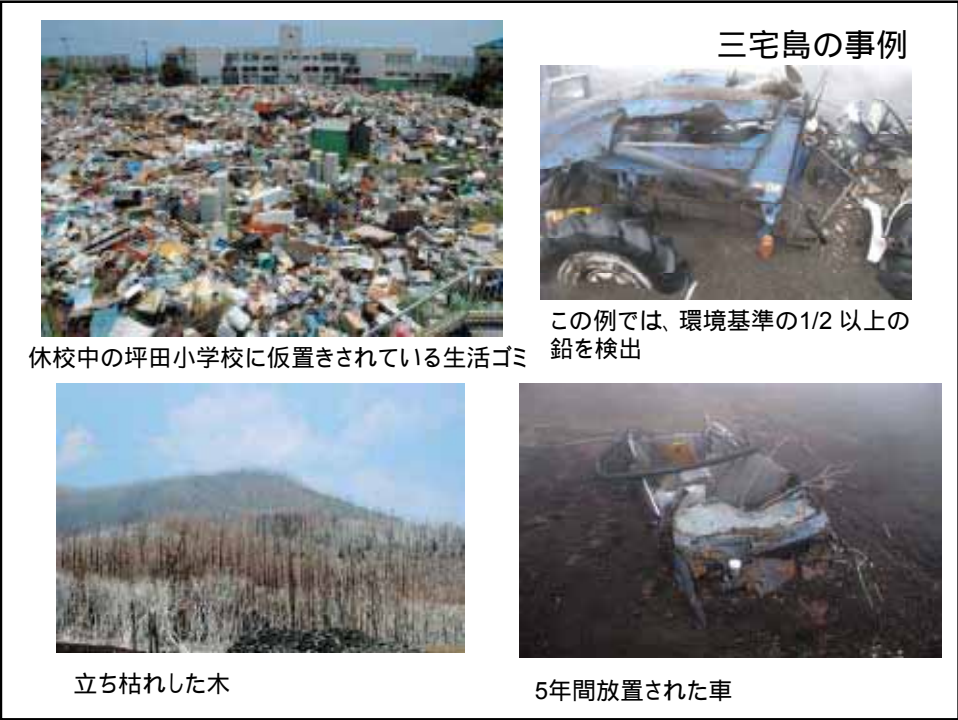 三宅島の事例
休校中の坪田小学校に仮置きされている生活ゴミ
この例では、環境基準の1/2 以上の
鉛を検出
立ち枯れした木
5年間放置された車